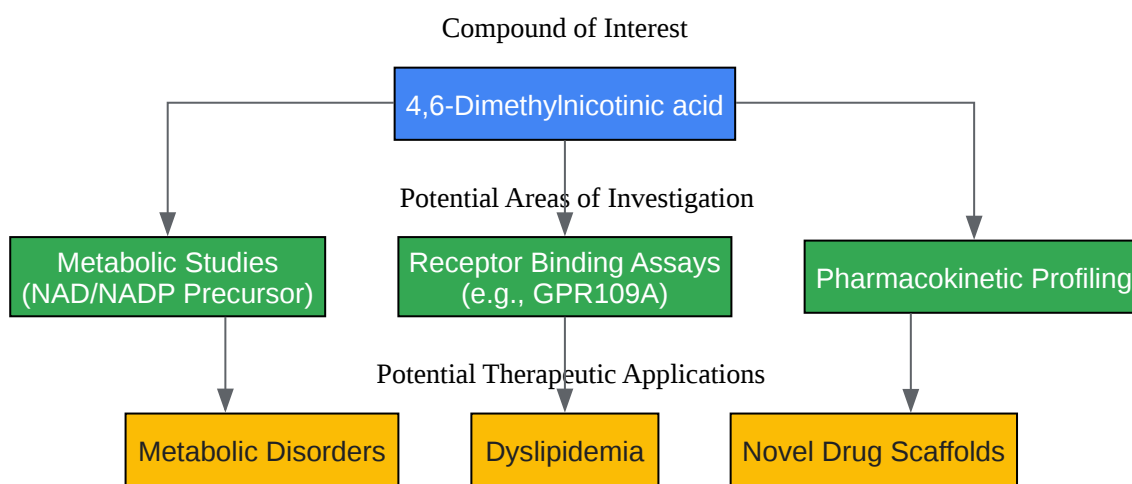 Compound of Interest
4,6-Dimethylnicotinic acid
Potential Areas of Investigation
Metabolic Studies
(NAD/NADP Precursor)
Receptor Binding Assays
(e.g., GPR109A)
Pharmacokinetic Profiling
Potential Therapeutic Applications
Metabolic Disorders
Dyslipidemia
Novel Drug Scaffolds